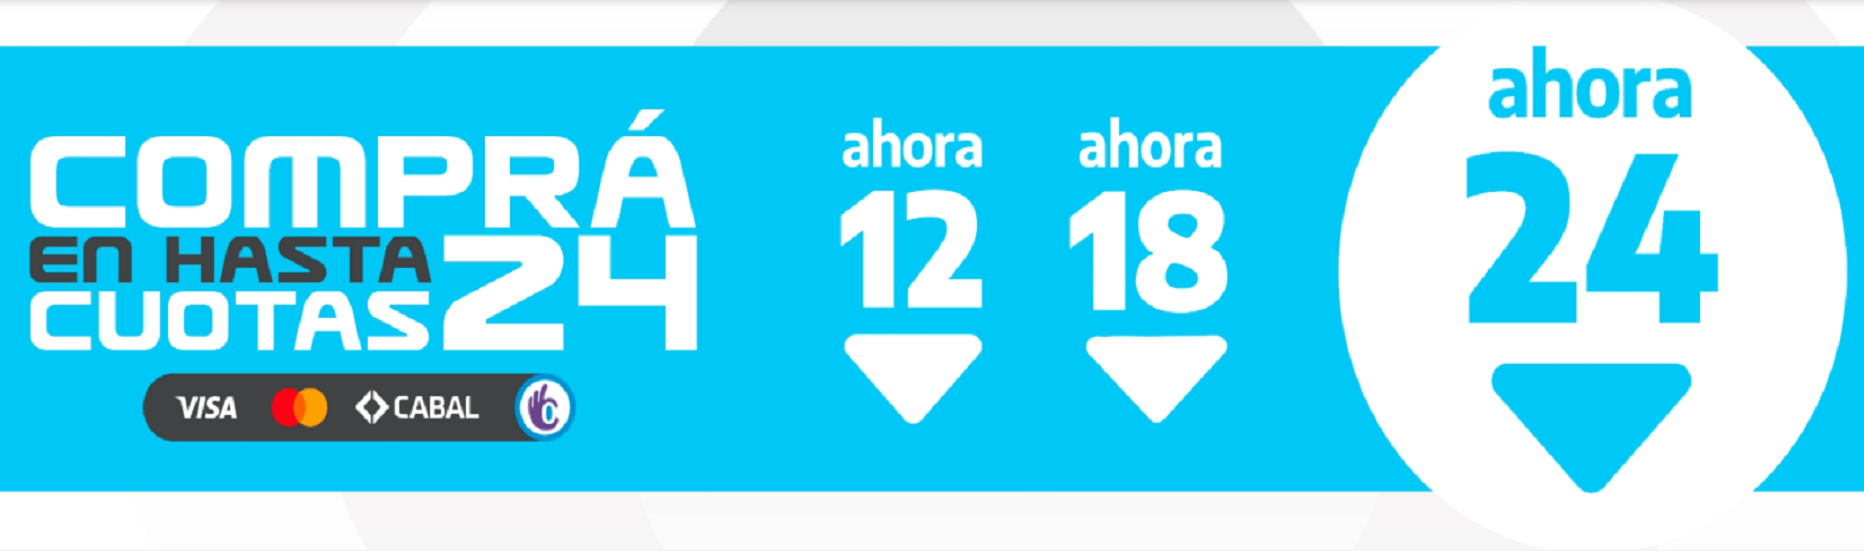 COMPRÁ
EN HASTA
CUOTAS 24
VISA CABAL
ahora
12
ahora
18
ahora
24